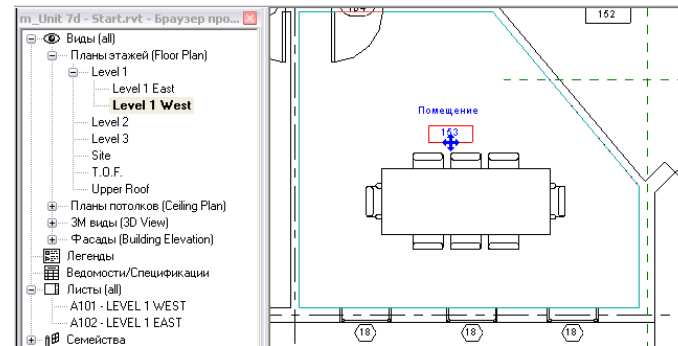 m_Unit 7d - Start.rvt - Браузер про...
Виды (all)
Планы этажей (Floor Plan)
Level 1
Level 1 East
Level 1 West
Level 2
Level 3
Site
T.O.F.
Upper Roof
Планы потолков (Ceiling Plan)
3М виды (3D View)
Фасады (Building Elevation)
Легенды
Ведомости/Спецификации
Листы (all)
A101 - LEVEL 1 WEST
A102 - LEVEL 1 EAST
Семейства
152
Помещение
153
18
18
18